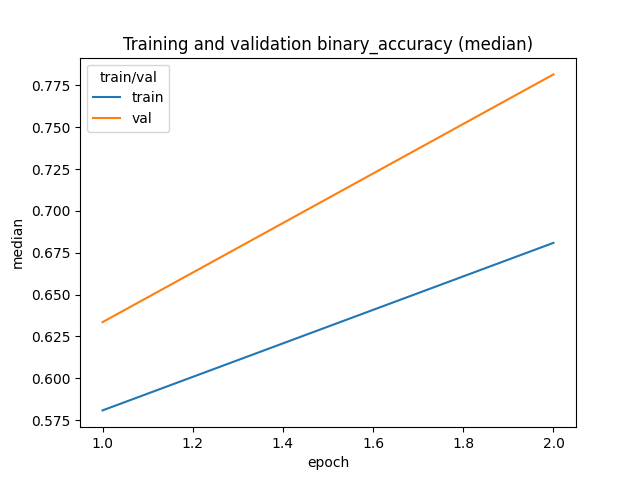 Training and validation binary_accuracy (median)
train/val
train
val
0.775
0.750
0.725
0.700
0.675
0.650
0.625
0.600
0.575
median
1.0
1.2
1.4
1.6
1.8
2.0
epoch